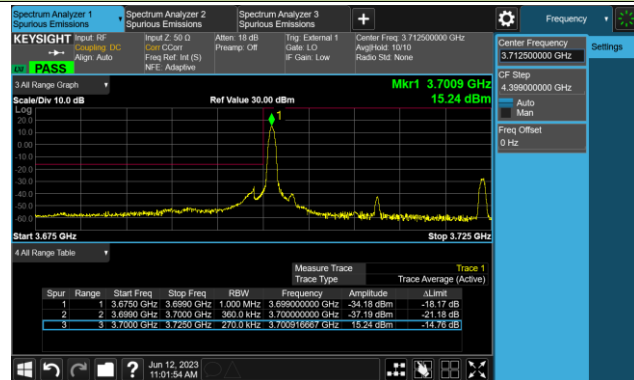 Spectrum Analyzer 1
Spurious Emissions
Spectrum Analyzer 2
Spurious Emissions
Spectrum Analyzer 3
Spurious Emissions
Frequency
KEYSIGHT
Input: RF
Coupling: DC
Align: Auto
Input Z: 50 Ω
Corr CCorr
Freq Ref: Int (S)
NFE: Adaptive
Atten: 18 dB
Preamp: Off
Trig: External 1
Gate: LO
IF Gain: Low
Center Freq: 3.712500000 GHz
Avg|Hold: 10/10
Radio Std: None
PASS
Center Frequency
3.712500000 GHz
Settings
CF Step
4.399000000 GHz
Auto
Man
Freq Offset
0 Hz
3 All Range Graph
Mkr1 3.7009 GHz
Scale/Div 10.0 dB
Ref Value 30.00 dBm
15.24 dBm
Log
20.0
10.0
0.00
-10.0
-20.0
-30.0
-40.0
-50.0
-60.0
1
Start 3.675 GHz
Stop 3.725 GHz
4 All Range Table
Measure Trace Trace 1
Trace Type Trace Average (Active)
Spur Range Start Freq Stop Freq RBW Frequency Amplitude ΔLimit
1 1 3.6750 GHz 3.6990 GHz 1.000 MHz 3.699000000 GHz -34.18 dBm -18.17 dB
2 2 3.6990 GHz 3.7000 GHz 360.0 kHz 3.700000000 GHz -37.19 dBm -21.18 dB
3 3 3.7000 GHz 3.7250 GHz 270.0 kHz 3.700916667 GHz 15.24 dBm -14.76 dB
Jun 12, 2023
11:01:54 AM